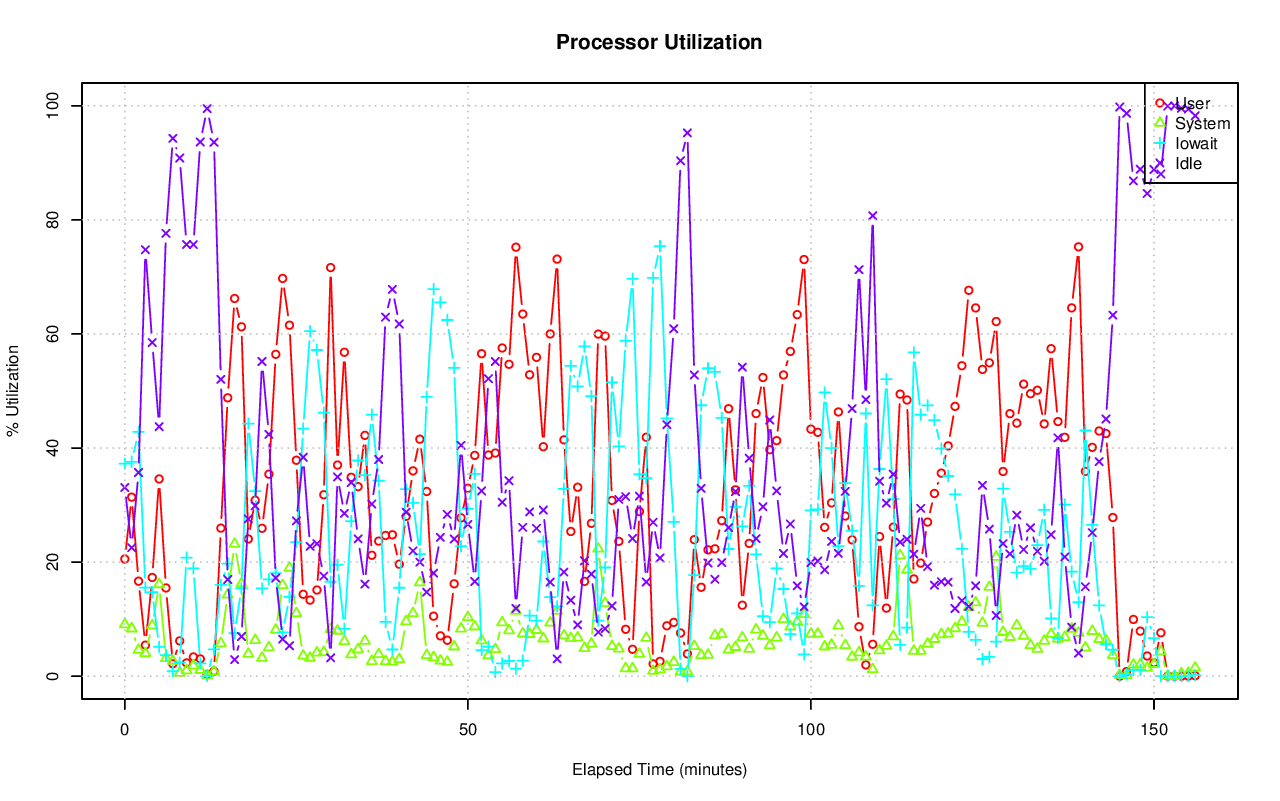 Processor Utilization
% Utilization
100
80
60
40
20
0
User
System
Iowait
Idle
0
50
100
150
Elapsed Time (minutes)